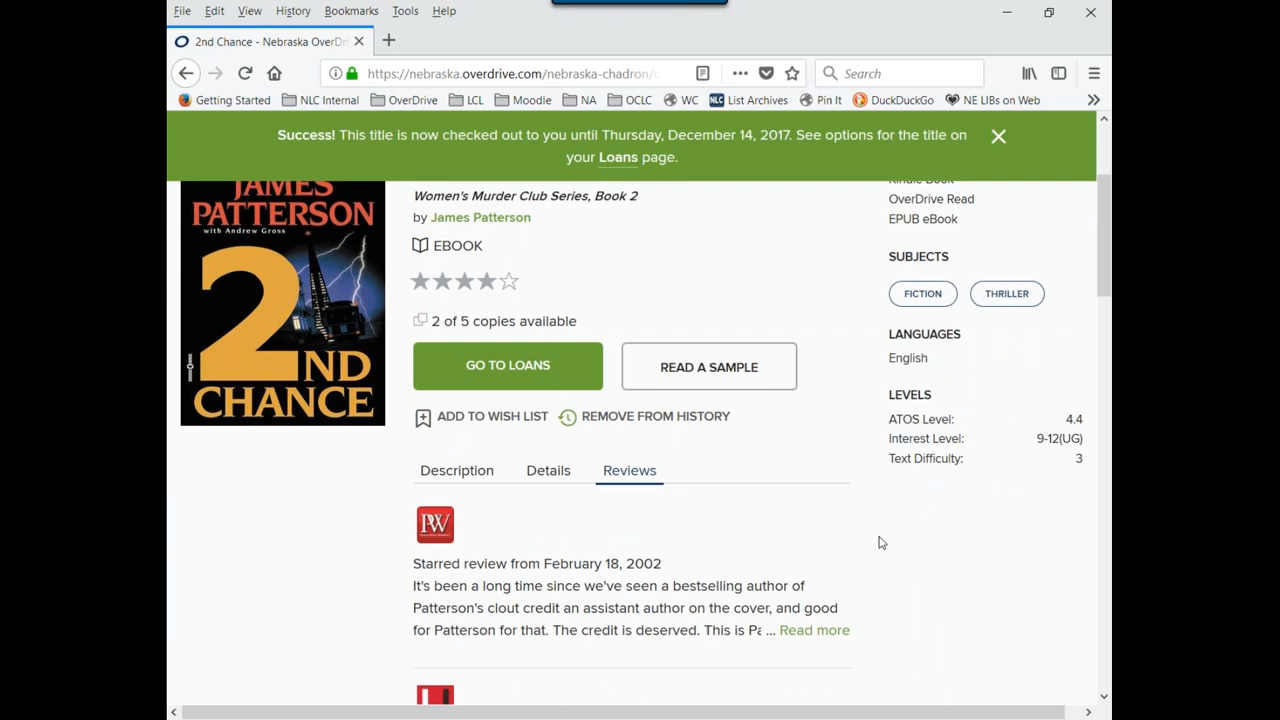 File Edit View History Bookmarks Tools Help
2nd Chance - Nebraska OverDri
https://nebraska.overdrive.com/nebraska-chadron/
Search
Getting Started NLC Internal OverDrive LCL Moodle NA OCLC WC NLC List Archives Pin It DuckDuckGo NE LIBs on Web
Success! This title is now checked out to you until Thursday, December 14, 2017. See options for the title on
your Loans page.
JAMES
PATTERSON
with Andrew Gross
2ND
CHANCE
Women's Murder Club Series, Book 2
by James Patterson
EBOOK
2 of 5 copies available
GO TO LOANS READ A SAMPLE
ADD TO WISH LIST REMOVE FROM HISTORY
Description Details Reviews
PW
Starred review from February 18, 2002
It's been a long time since we've seen a bestselling author of
Patterson's clout credit an assistant author on the cover, and good
for Patterson for that. The credit is deserved. This is Pa ... Read more
Kindle Book
OverDrive Read
EPUB eBook
SUBJECTS
FICTION THRILLER
LANGUAGES
English
LEVELS
ATOS Level: 4.4
Interest Level: 9-12(UG)
Text Difficulty: 3